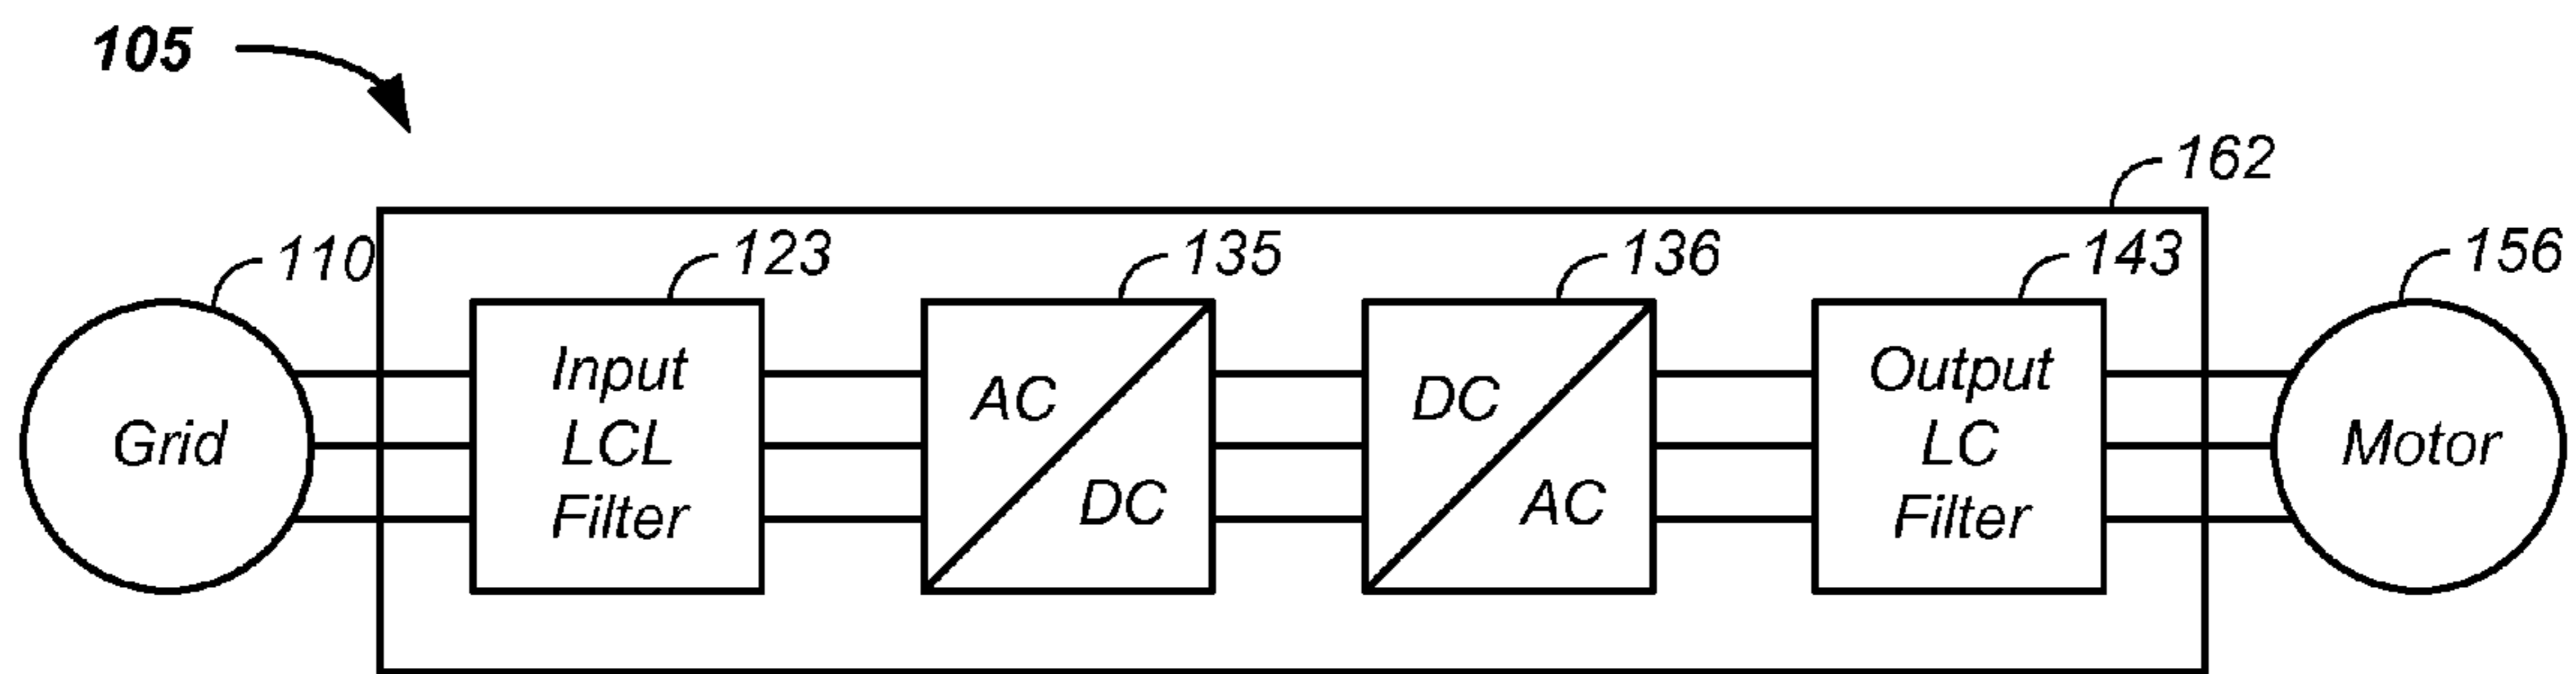 105
162
110
123
135
136
143
156
Grid
Input
LCL
Filter
AC
DC
DC
AC
Output
LC
Filter
Motor